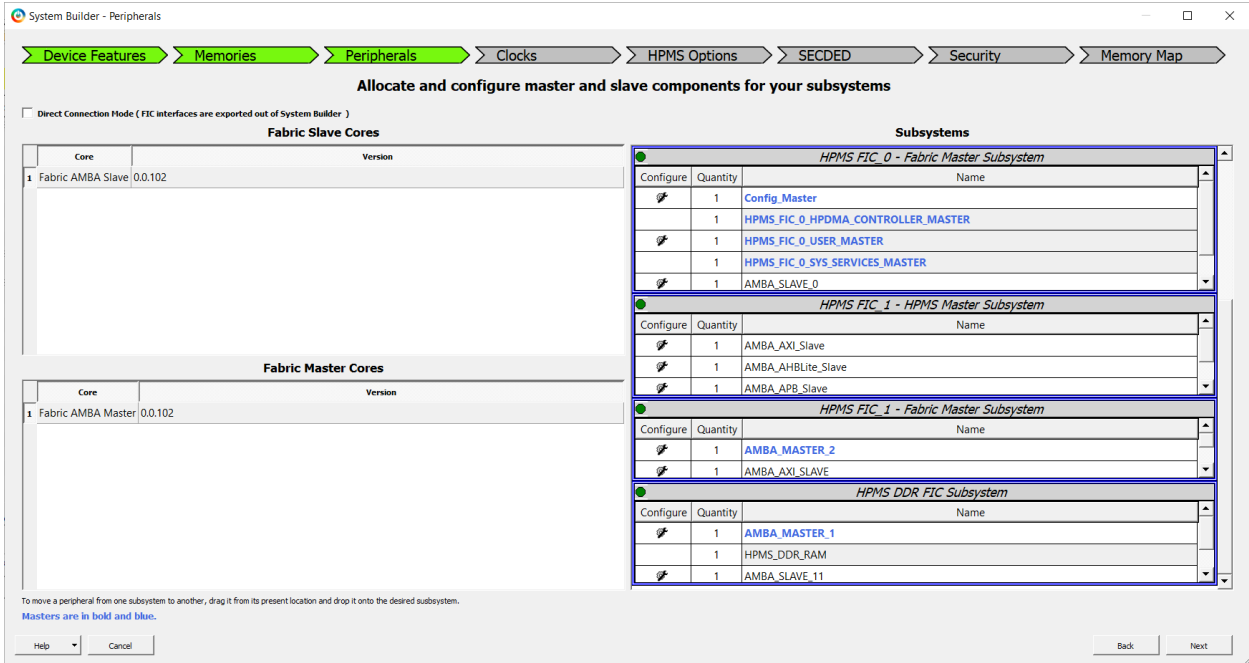 System Builder - Peripherals
Device Features
Memories
Peripherals
Clocks
HPMS Options
SECDED
Security
Memory Map
Allocate and configure master and slave components for your subsystems
Direct Connection Mode ( FIC interfaces are exported out of System Builder )
Fabric Slave Cores
Core Version
1 Fabric AMBA Slave 0.0.102
Fabric Master Cores
Core Version
1 Fabric AMBA Master 0.0.102
Subsystems
HPMS FIC_0 - Fabric Master Subsystem
Configure Quantity Name
1 Config_Master
1 HPMS_FIC_0_HPDMA_CONTROLLER_MASTER
1 HPMS_FIC_0_USER_MASTER
1 HPMS_FIC_0_SYS_SERVICES_MASTER
1 AMBA_SLAVE_0
HPMS FIC_1 - HPMS Master Subsystem
Configure Quantity Name
1 AMBA_AXI_Slave
1 AMBA_AHBLite_Slave
1 AMBA_APB_Slave
HPMS FIC_1 - Fabric Master Subsystem
Configure Quantity Name
1 AMBA_MASTER_2
1 AMBA_AXI_SLAVE
HPMS DDR FIC Subsystem
Configure Quantity Name
1 AMBA_MASTER_1
1 HPMS_DDR_RAM
1 AMBA_SLAVE_11
To move a peripheral from one subsystem to another, drag it from its present location and drop it onto the desired susbsystem.
Masters are in bold and blue.
Help
Cancel
Back
Next